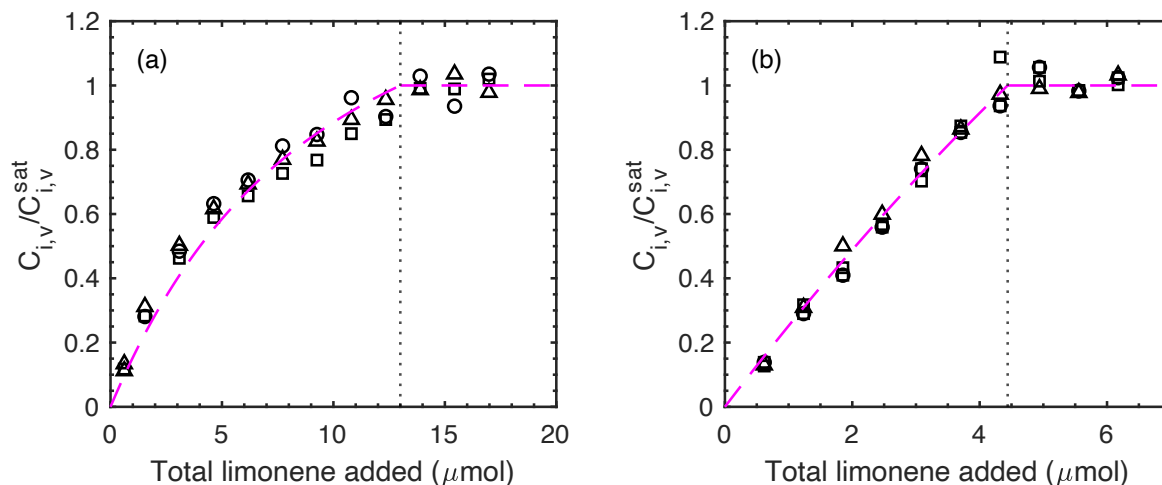 (a)
1.2
1
0.8
0.6
0.4
0.2
0
C_{i,v}/C_{i,v}^{sat}
0 5 10 15 20
Total limonene added (μmol)
(b)
1.2
1
0.8
0.6
0.4
0.2
0
C_{i,v}/C_{i,v}^{sat}
0 2 4 6
Total limonene added (μmol)